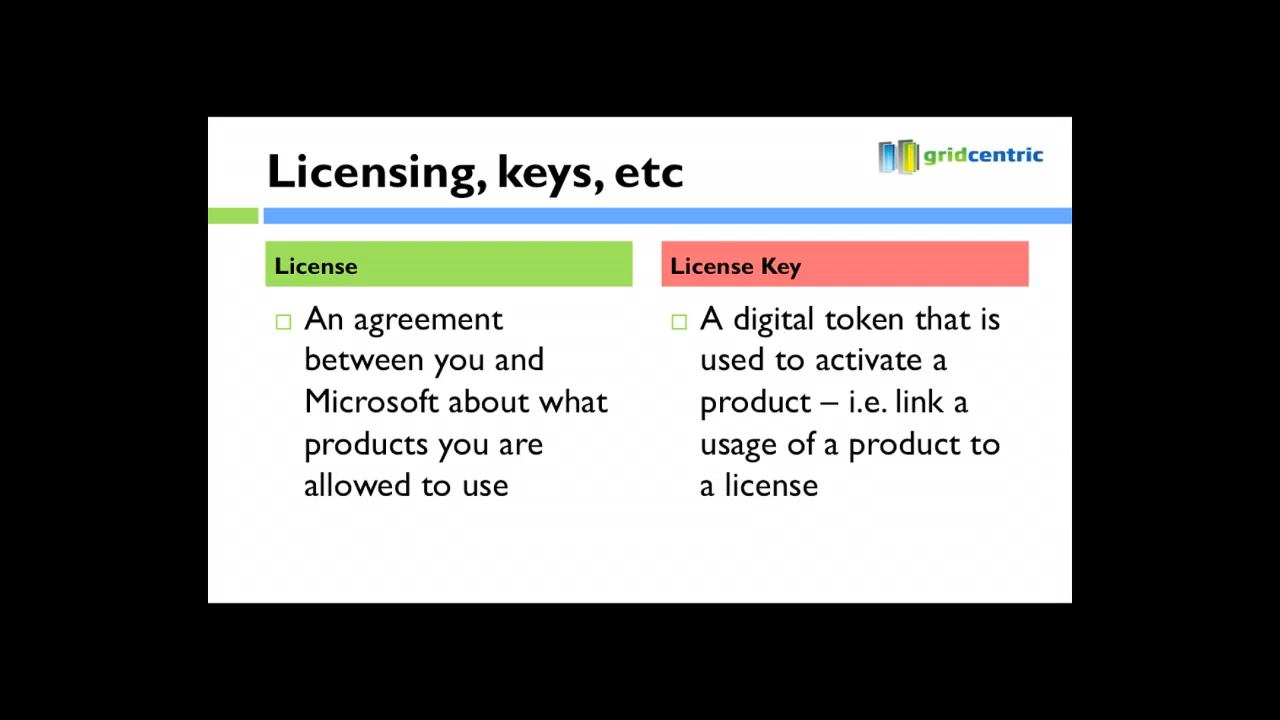 Licensing, keys, etc
gridcentric
License
An agreement
between you and
Microsoft about what
products you are
allowed to use
License Key
A digital token that is
used to activate a
product – i.e. link a
usage of a product to
a license